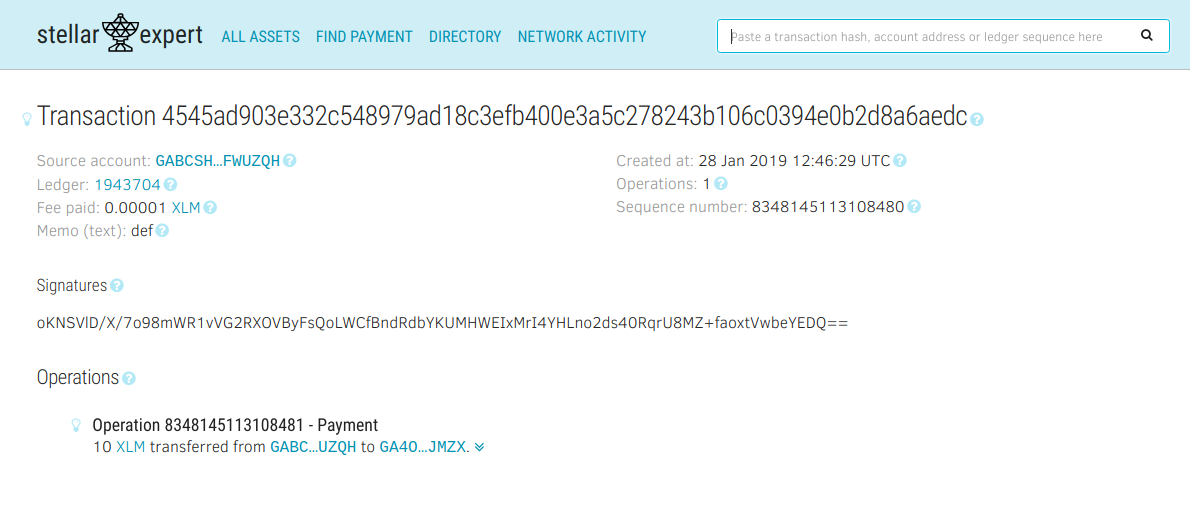 stellar expert ALL ASSETS FIND PAYMENT DIRECTORY NETWORK ACTIVITY Paste a transaction hash, account address or ledger sequence here
Transaction 4545ad903e332c548979ad18c3efb400e3a5c278243b106c0394e0b2d8a6aedc
Source account: GABCSH…FWUZQH
Ledger: 1943704
Fee paid: 0.00001 XLM
Memo (text): def
Created at: 28 Jan 2019 12:46:29 UTC
Operations: 1
Sequence number: 8348145113108480
Signatures
oKNSVlD/X/7o98mWR1vVG2RXOVByFsQoLWCfBndRdbYKUMHWEIxMrI4YHLno2ds40RqrU8MZ+faoxtVwbeYEDQ==
Operations
Operation 8348145113108481 - Payment
10 XLM transferred from GABC…UZQH to GA4O…JMZX.